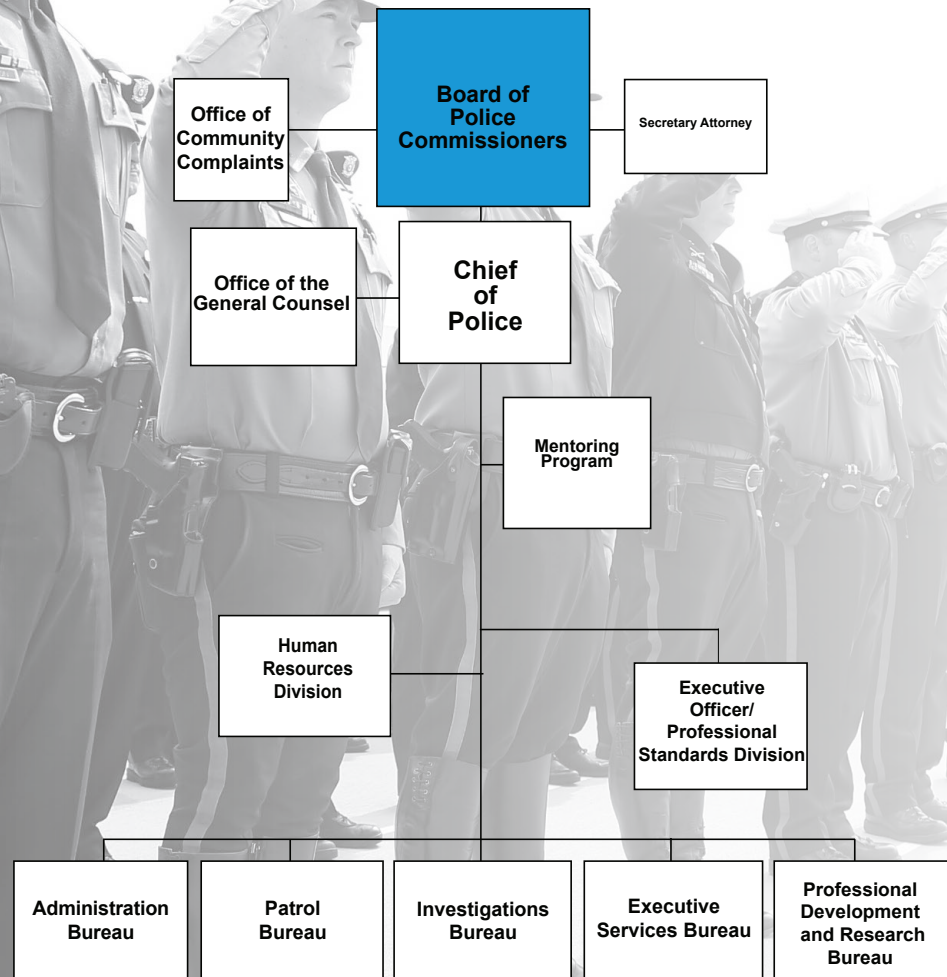 Board of
Police
Commissioners
Office of
Community
Complaints
Secretary Attorney
Office of the
General Counsel
Chief
of
Police
Mentoring
Program
Human
Resources
Division
Executive
Officer/
Professional
Standards Division
Administration
Bureau
Patrol
Bureau
Investigations
Bureau
Executive
Services Bureau
Professional
Development
and Research
Bureau